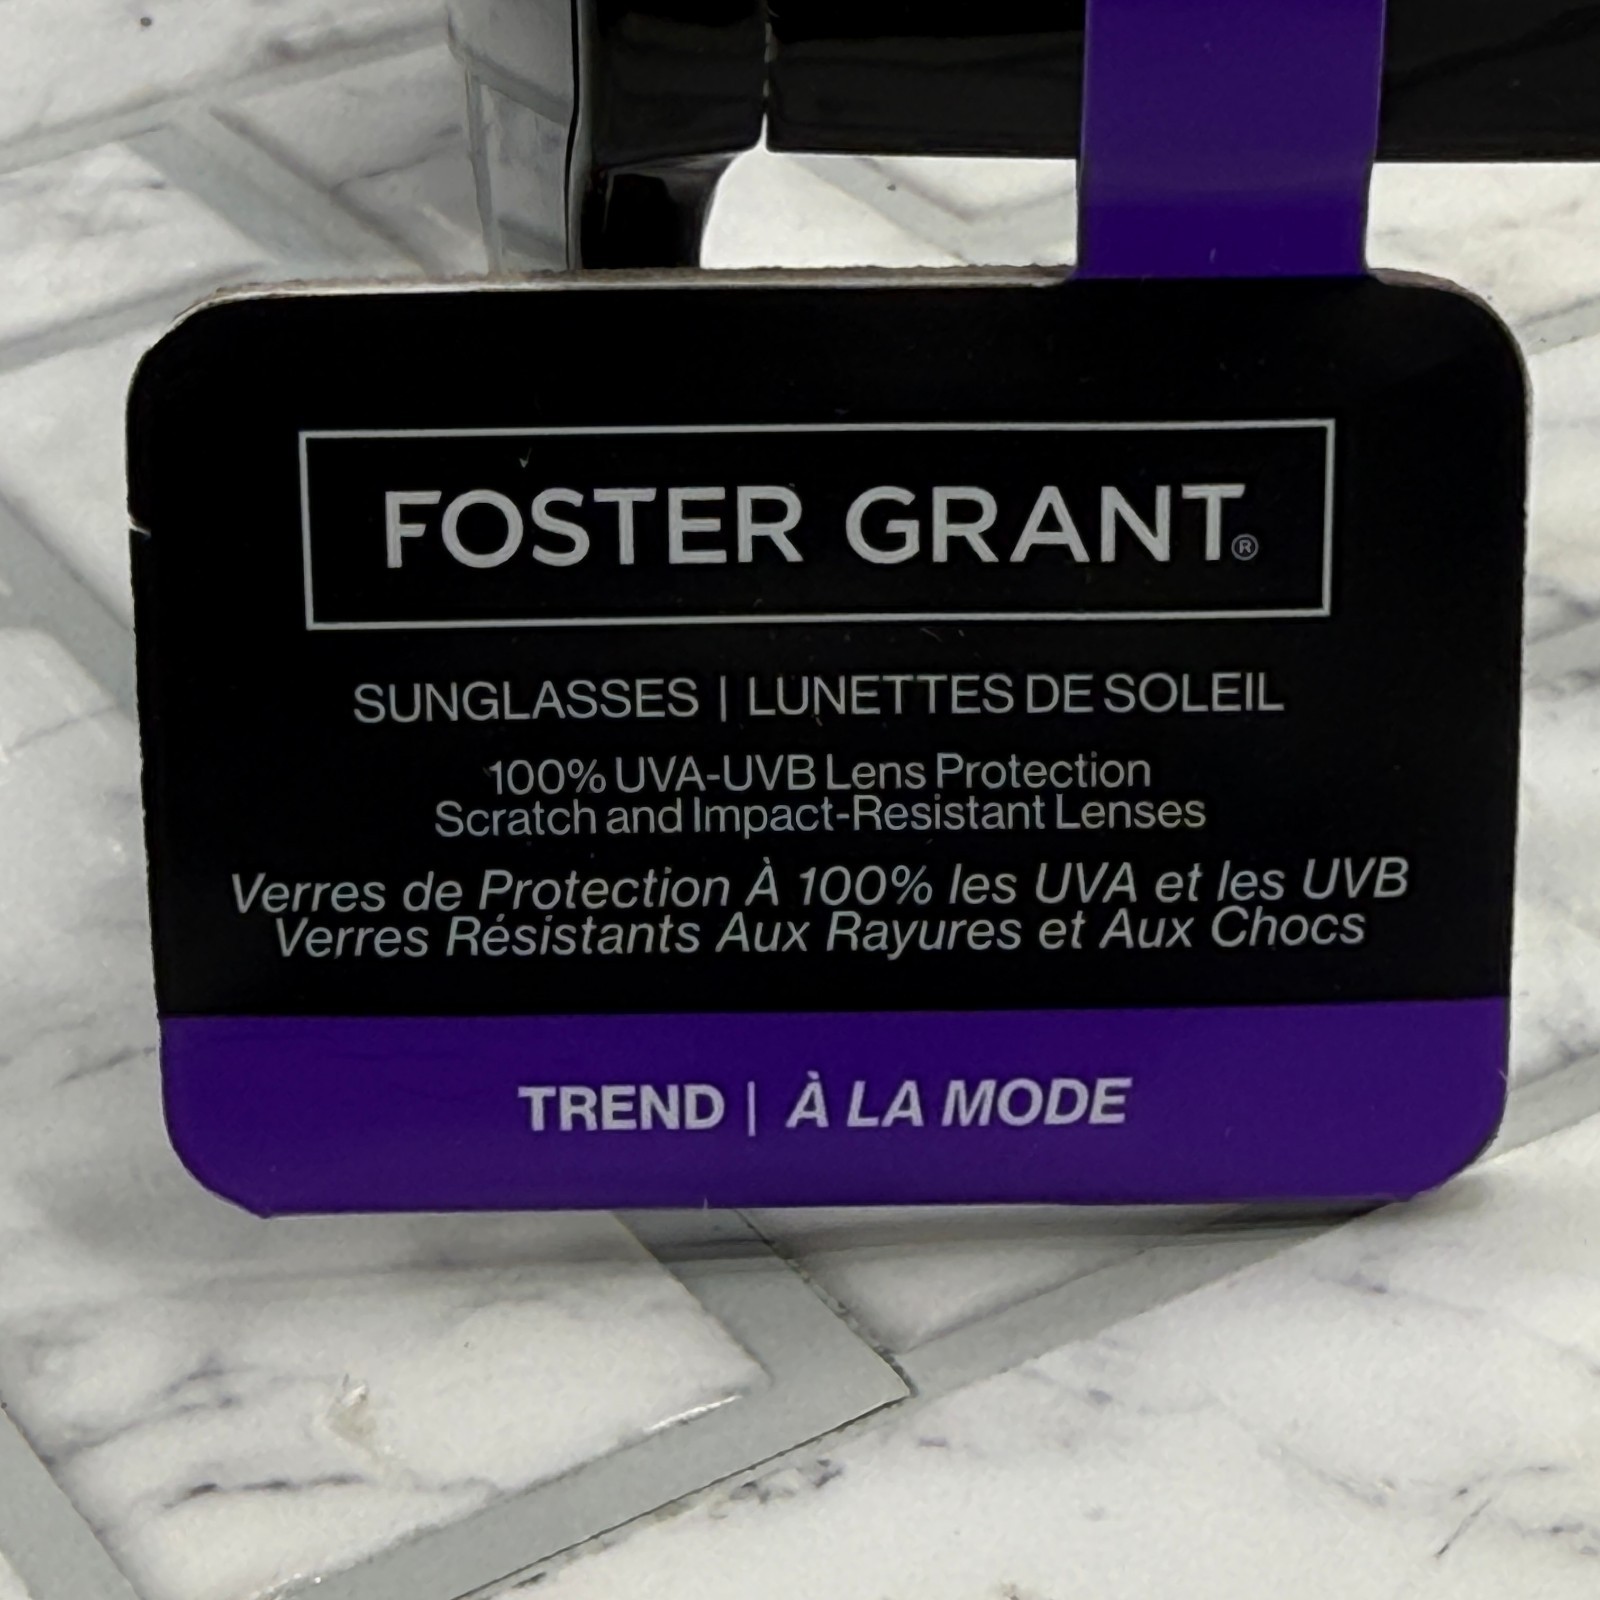 FOSTER GRANT®
SUNGLASSES | LUNETTES DE SOLEIL
100% UVA-UVB Lens Protection
Scratch and Impact-Resistant Lenses
Verres de Protection À 100% les UVA et les UVB
Verres Résistants Aux Rayures et Aux Chocs
TREND | À LA MODE